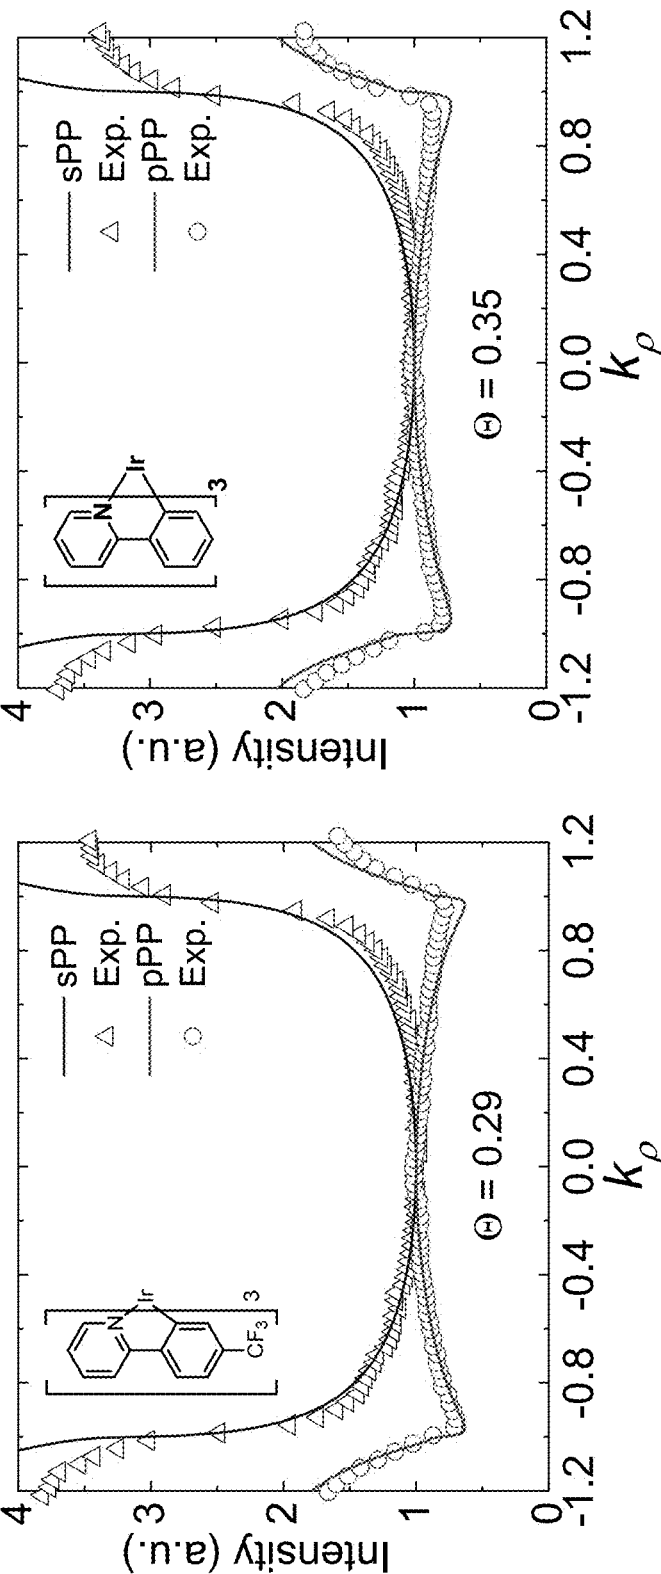 4
3
2
1
0
Intensity (a.u.)
-1.2
-0.8
-0.4
0.0
0.4
0.8
1.2
kρ
sPP
Exp.
pPP
Exp.
Θ = 0.29
N
Ir
CF3
3
4
3
2
1
0
Intensity (a.u.)
-1.2
-0.8
-0.4
0.0
0.4
0.8
1.2
kρ
sPP
Exp.
pPP
Exp.
Θ = 0.35
N
Ir
3